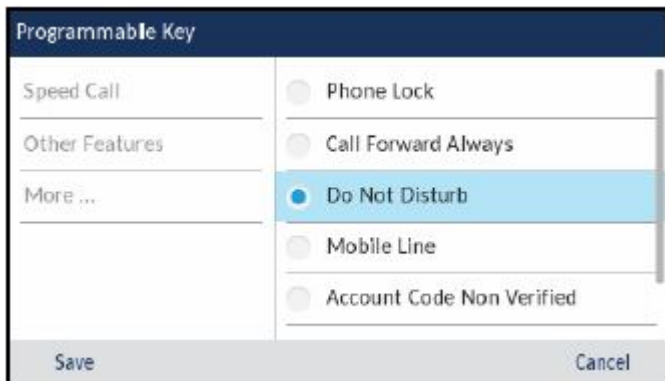 Programmable Key
Speed Call
Other Features
More ...
Phone Lock
Call Forward Always
Do Not Disturb
Mobile Line
Account Code Non Verified
Save
Cancel